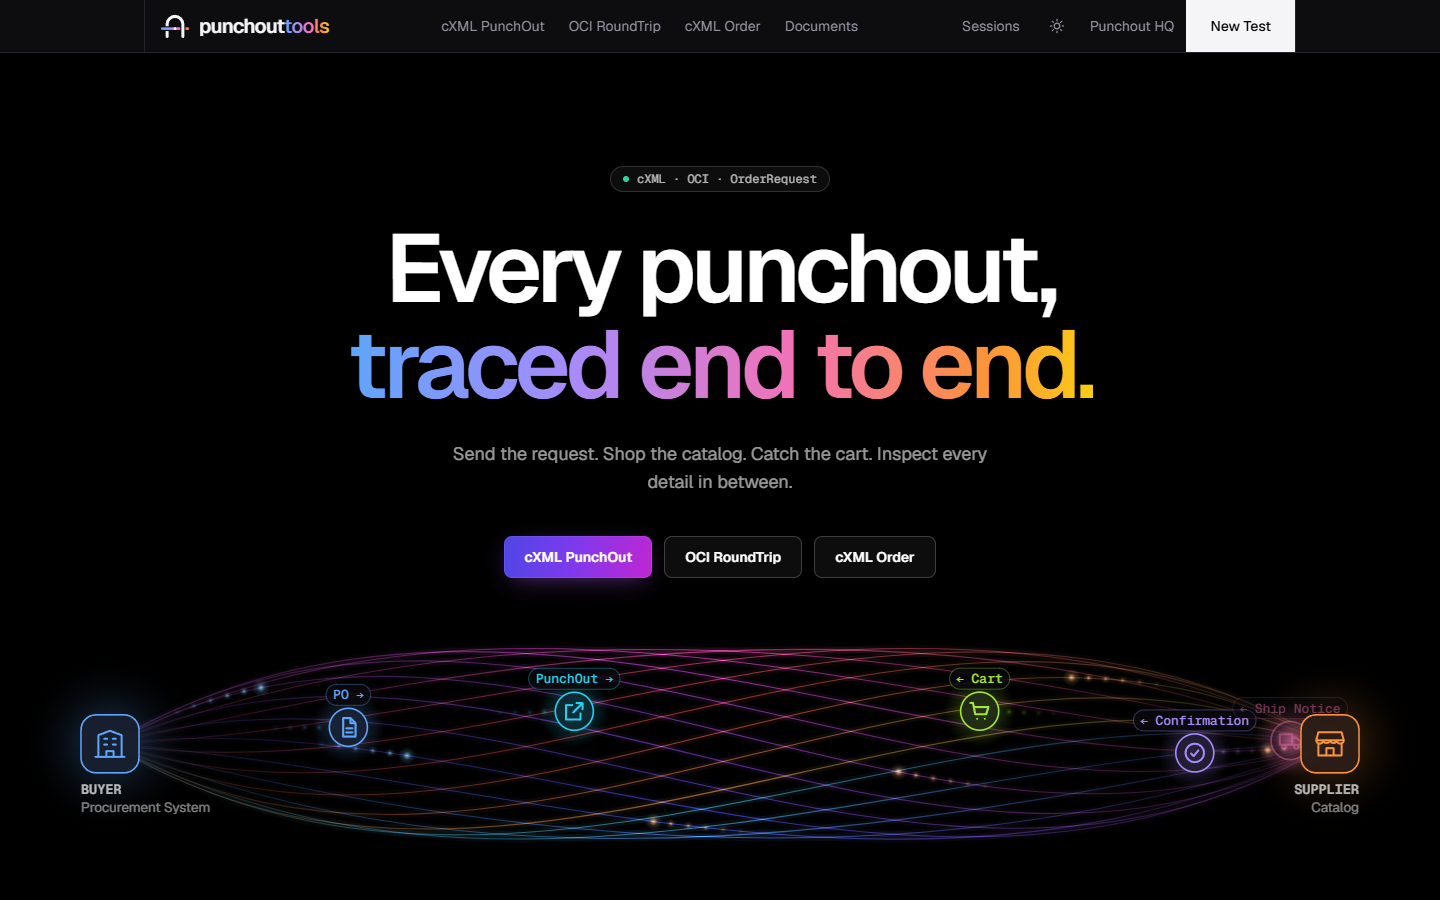 punchouttools
cXML PunchOut
OCI RoundTrip
cXML Order
Documents
Sessions
Punchout HQ
New Test
cXML · OCI · OrderRequest
Every punchout,
traced end to end.
Send the request. Shop the catalog. Catch the cart. Inspect every
detail in between.
cXML PunchOut
OCI RoundTrip
cXML Order
PO →
PunchOut →
← Cart
← Confirmation
← Ship Notice
BUYER
Procurement System
SUPPLIER
Catalog